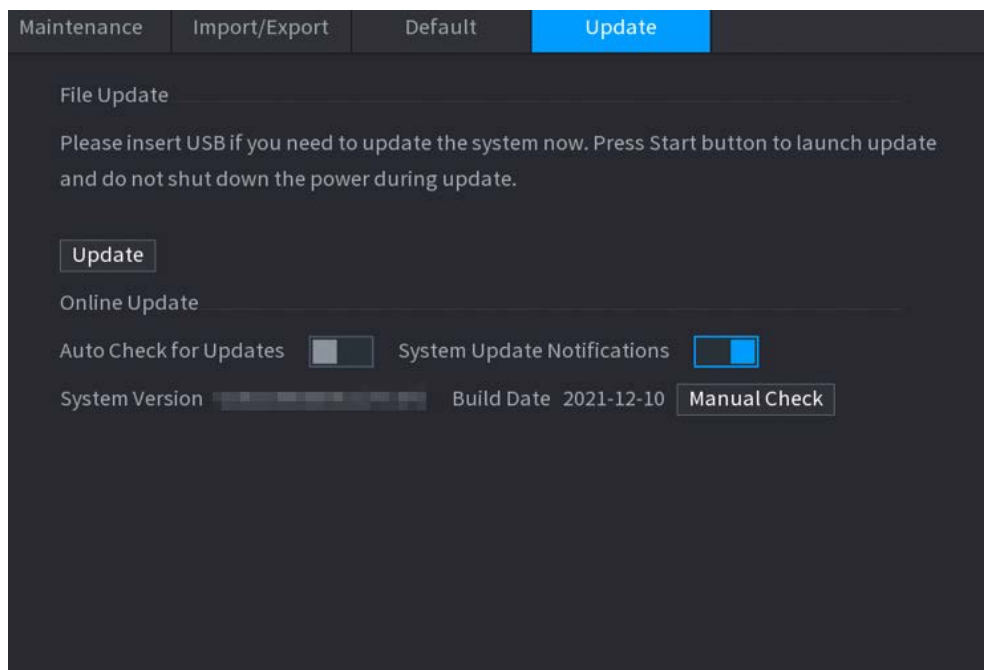 Maintenance Import/Export Default Update
File Update
Please insert USB if you need to update the system now. Press Start button to launch update
and do not shut down the power during update.
Update
Online Update
Auto Check for Updates System Update Notifications
System Version Build Date 2021-12-10 Manual Check